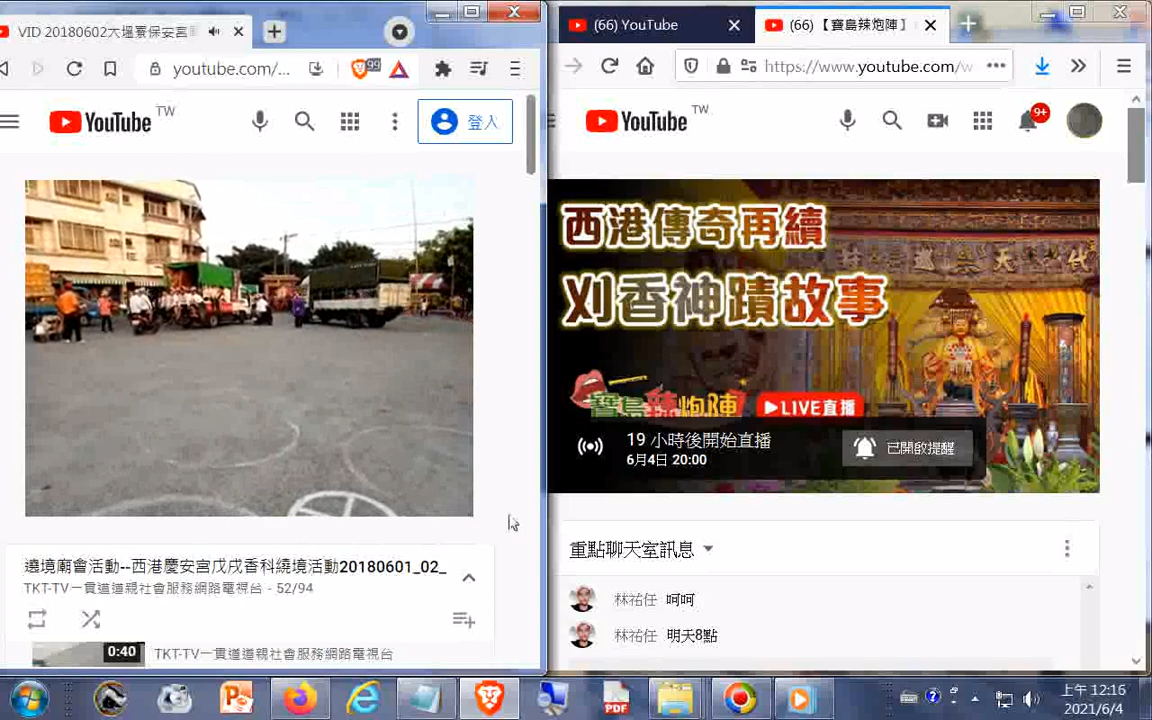 VID 20180602大塭寮保安宮
youtube.com/...
99
YouTube TW
登入
遶境廟會活動--西港慶安宮戊戌香科繞境活動20180601_02_
TKT-TV一貫道道親社會服務網路電視台 - 52/94
0:40
TKT-TV一貫道道親社會服務網路電視台
(66) YouTube
(66) 【寶島辣炮陣】
https://www.youtube.com/w
YouTube TW
9+
西港傳奇再續
刈香神蹟故事
寶島辣炮陣
LIVE直播
19 小時後開始直播
6月4日 20:00
已開啟提醒
重點聊天室訊息
林祐任 呵呵
林祐任 明天8點
PDF
上午 12:16
2021/6/4